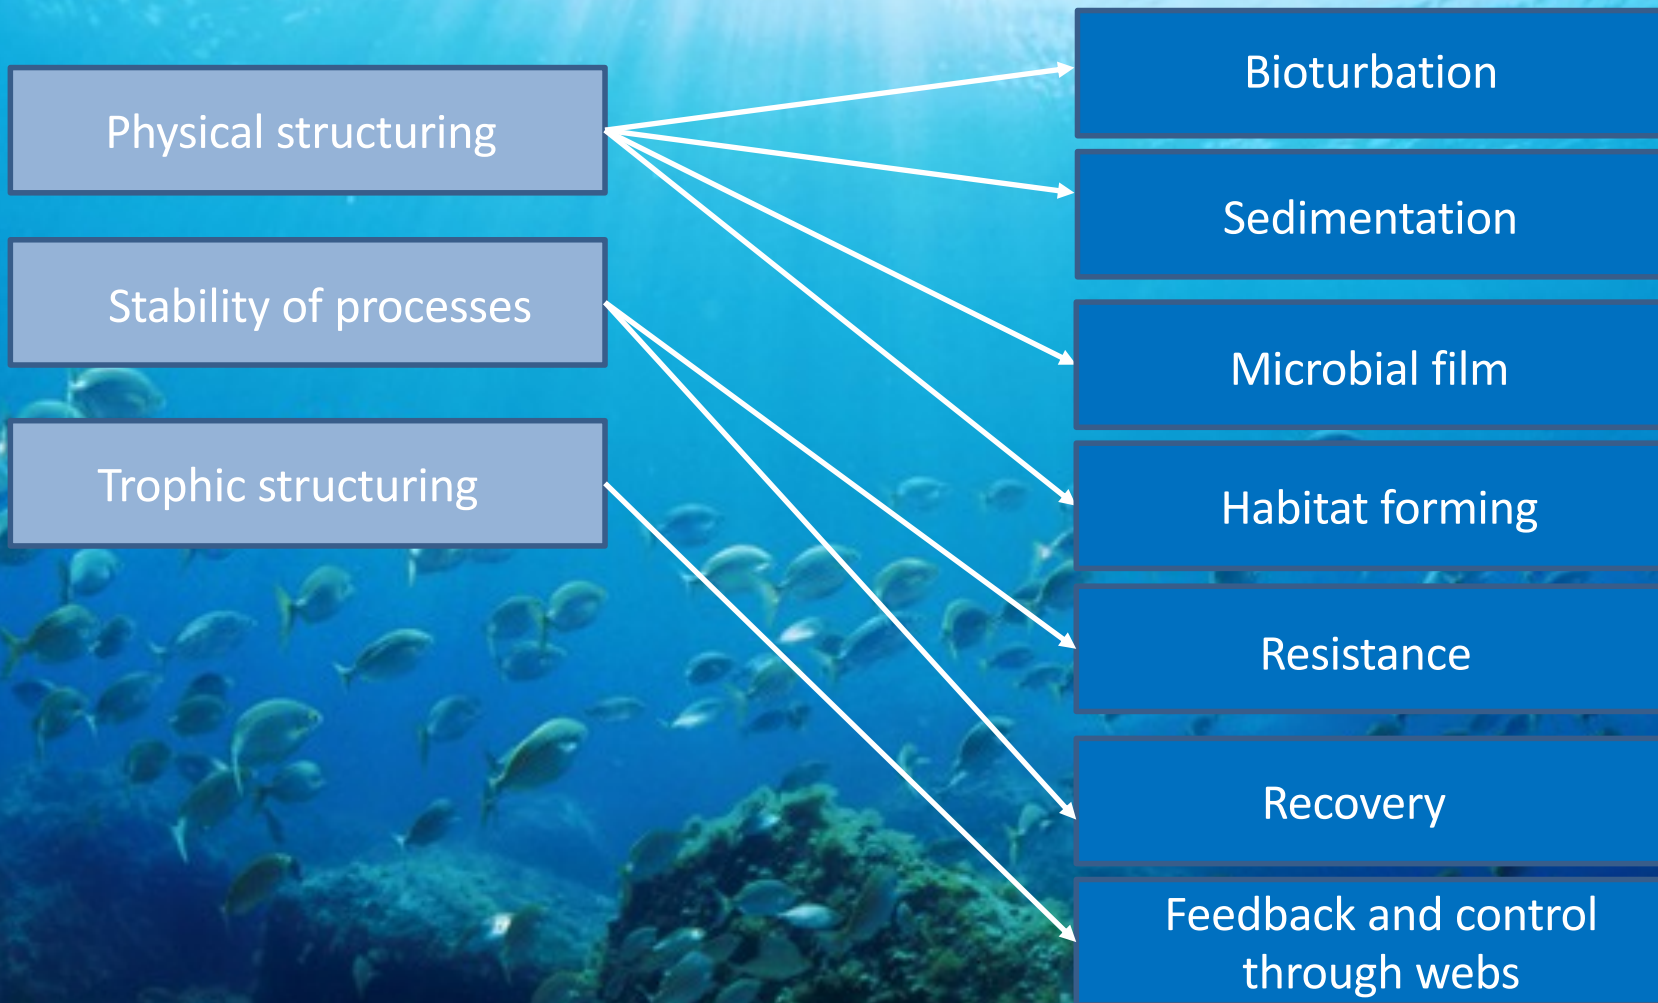 Physical structuring
Stability of processes
Trophic structuring
Bioturbation
Sedimentation
Microbial film
Habitat forming
Resistance
Recovery
Feedback and control
through webs